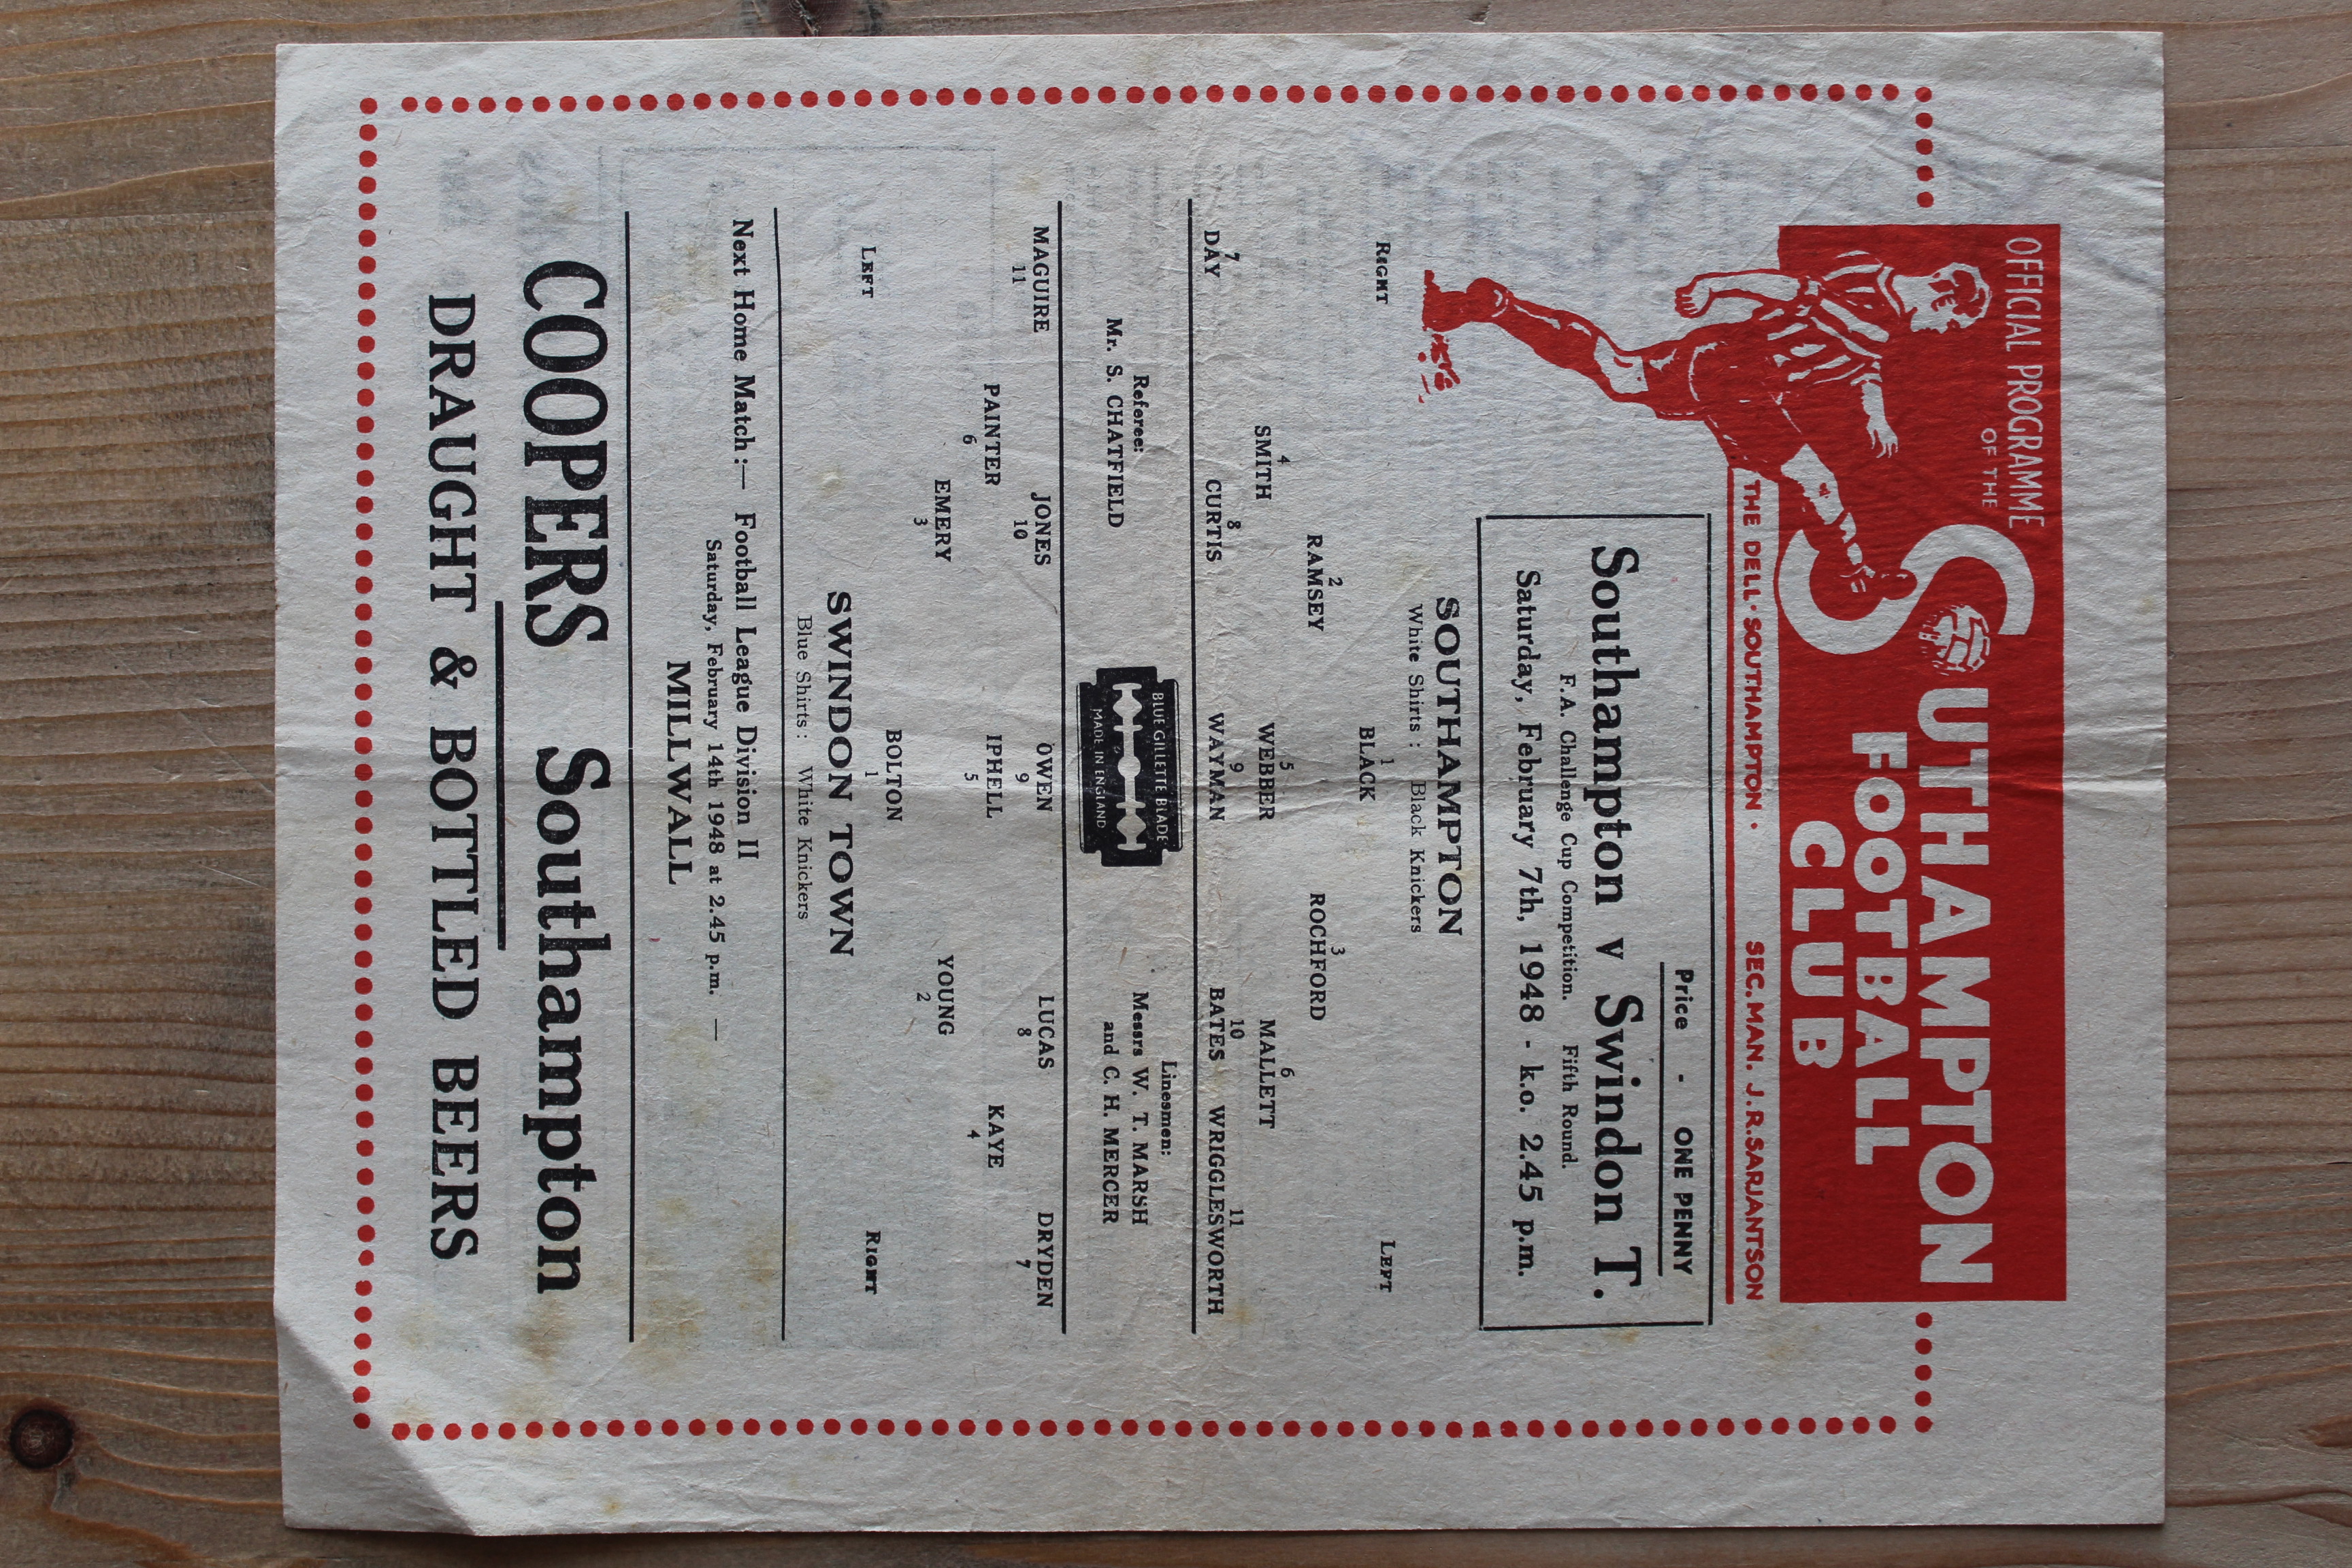 OFFICIAL PROGRAMME
OF THE
SOUTHAMPTON
FOOTBALL
CLUB
THE DELL · SOUTHAMPTON · SEC. MAN. J. R. SARJANTSON
Price - ONE PENNY
Southampton v Swindon T.
F.A. Challenge Cup Competition. Fifth Round.
Saturday, February 7th, 1948 - k.o. 2.45 p.m.
SOUTHAMPTON
White Shirts : Black Knickers
RIGHT LEFT
1
BLACK
2 3
RAMSEY ROCHFORD
4 5 6
SMITH WEBBER MALLETT
7 8 9 10 11
DAY CURTIS WAYMAN BATES WRIGGLESWORTH
Referee:
Mr. S. CHATFIELD
BLUE GILLETTE BLADE
MADE IN ENGLAND
Linesmen:
Messrs W. T. MARSH
and C. H. MERCER
MAGUIRE JONES OWEN LUCAS DRYDEN
11 10 9 8 7
PAINTER IPHELL KAYE
6 5 4
EMERY YOUNG
3 2
BOLTON
1
LEFT RIGHT
SWINDON TOWN
Blue Shirts : White Knickers
Next Home Match :— Football League Division II
Saturday, February 14th 1948 at 2.45 p.m. —
MILLWALL
COOPERS Southampton
DRAUGHT & BOTTLED BEERS